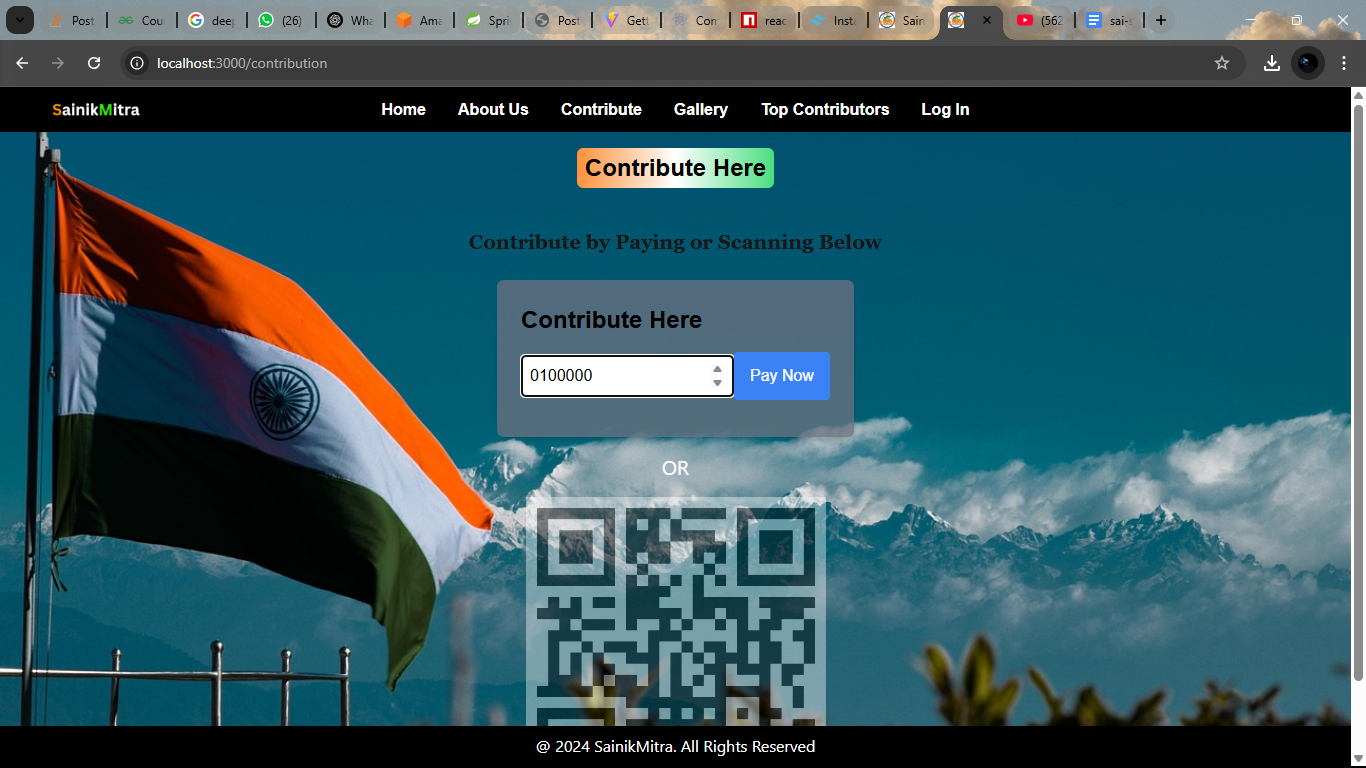 Post
Cour
deep
(26)
Wha
Ama
Spri
Post
Gett
Con
reac
Insta
Sain
(562
sai-s
localhost:3000/contribution
SainikMitra
Home About Us Contribute Gallery Top Contributors Log In
Contribute Here
Contribute by Paying or Scanning Below
Contribute Here
0100000 Pay Now
OR
@ 2024 SainikMitra. All Rights Reserved